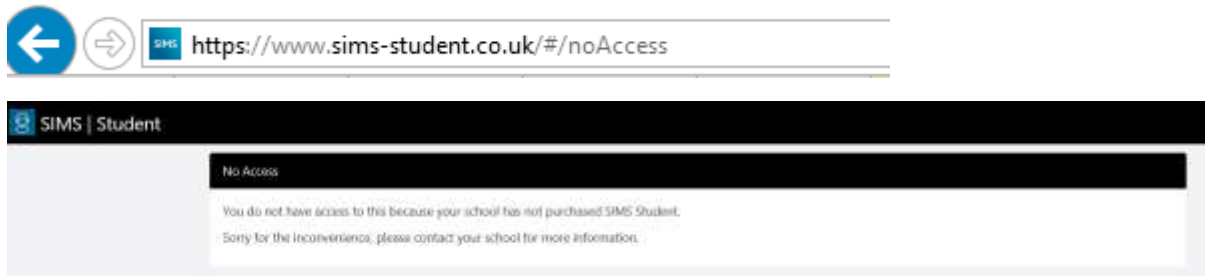 SIMS https://www.sims-student.co.uk/#/noAccess
SIMS | Student
No Access
You do not have access to this because your school has not purchased SIMS Student.
Sorry for the inconvenience, please contact your school for more information.